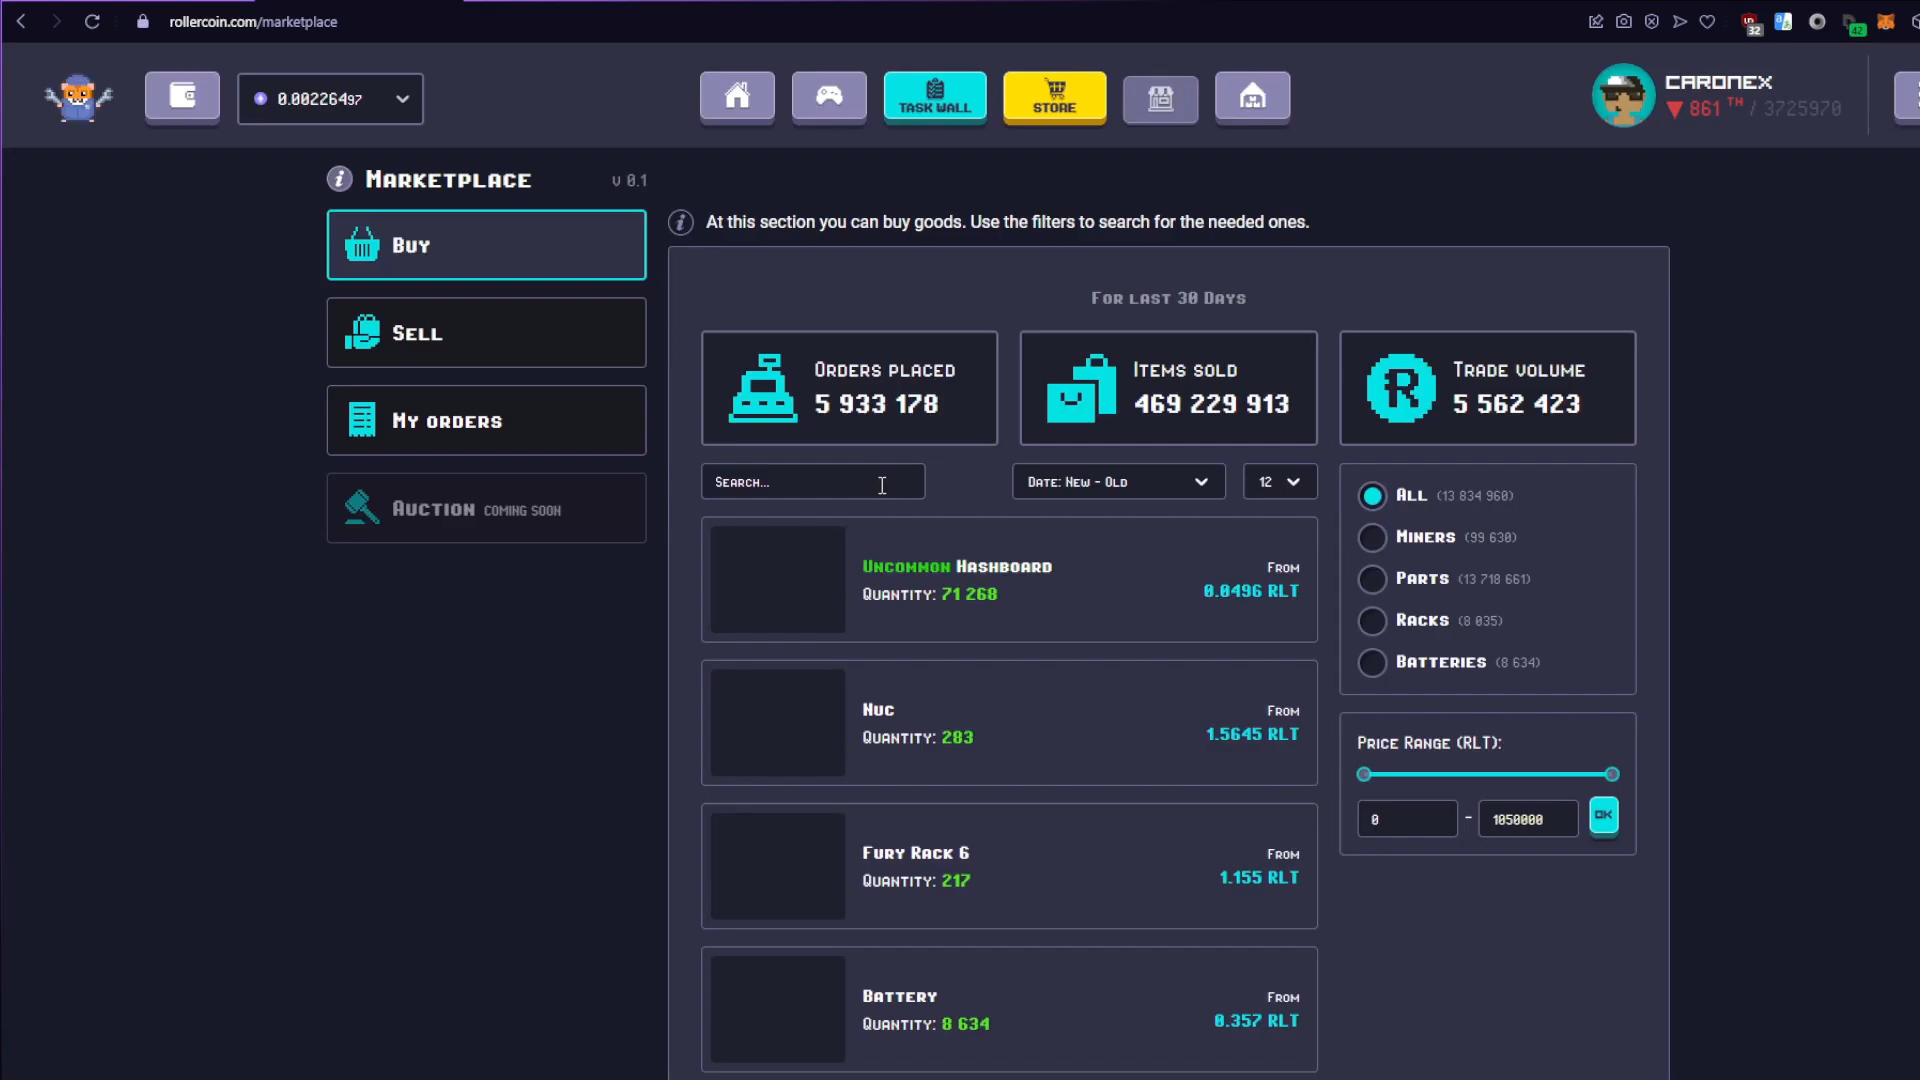 rollercoin.com/marketplace
32
42
0.00226497
TASK WALL
STORE
CARONEX
861 TH / 3725970
MARKETPLACE
V 0.1
BUY
SELL
MY ORDERS
AUCTION COMING SOON
At this section you can buy goods. Use the filters to search for the needed ones.
FOR LAST 30 DAYS
ORDERS PLACED
5 933 178
ITEMS SOLD
469 229 913
TRADE VOLUME
5 562 423
SEARCH...
DATE: NEW - OLD
12
ALL (13 834 960)
MINERS (99 630)
PARTS (13 718 661)
RACKS (8 035)
BATTERIES (8 634)
UNCOMMON HASHBOARD
QUANTITY: 71 268
FROM
0.0496 RLT
NUC
QUANTITY: 283
FROM
1.5645 RLT
FURY RACK 6
QUANTITY: 217
FROM
1.155 RLT
BATTERY
QUANTITY: 8 634
FROM
0.357 RLT
PRICE RANGE (RLT):
0
-
1050000
OK